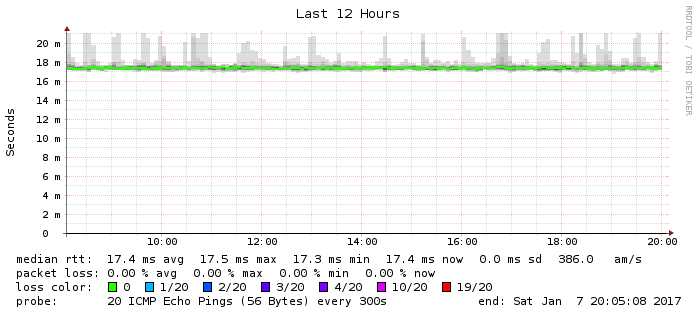 Last 12 Hours
RRDTOOL / TOBI OETIKER
Seconds
20 m
18 m
16 m
14 m
12 m
10 m
8 m
6 m
4 m
2 m
0
10:00 12:00 14:00 16:00 18:00 20:00
median rtt: 17.4 ms avg 17.5 ms max 17.3 ms min 17.4 ms now 0.0 ms sd 386.0 am/s
packet loss: 0.00 % avg 0.00 % max 0.00 % min 0.00 % now
loss color: 0 1/20 2/20 3/20 4/20 10/20 19/20
probe: 20 ICMP Echo Pings (56 Bytes) every 300s end: Sat Jan 7 20:05:08 2017